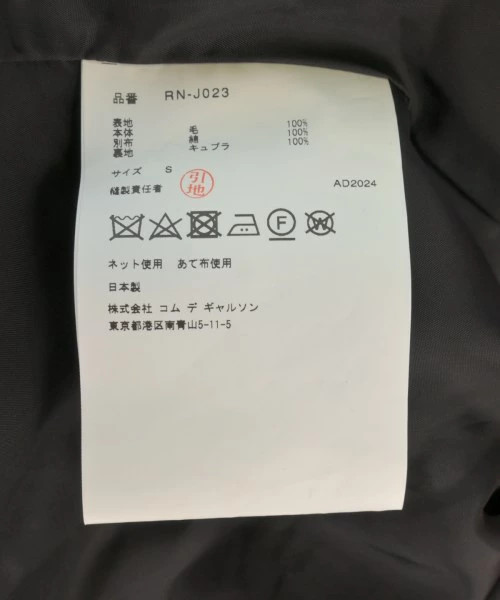 品番 RN-J023
表地
本体 毛 100%
別布 綿 100%
裏地 キュプラ 100%
サイズ S
縫製責任者 引地
AD2024
F
W
ネット使用 あて布使用
日本製
株式会社 コム デ ギャルソン
東京都港区南青山5-11-5